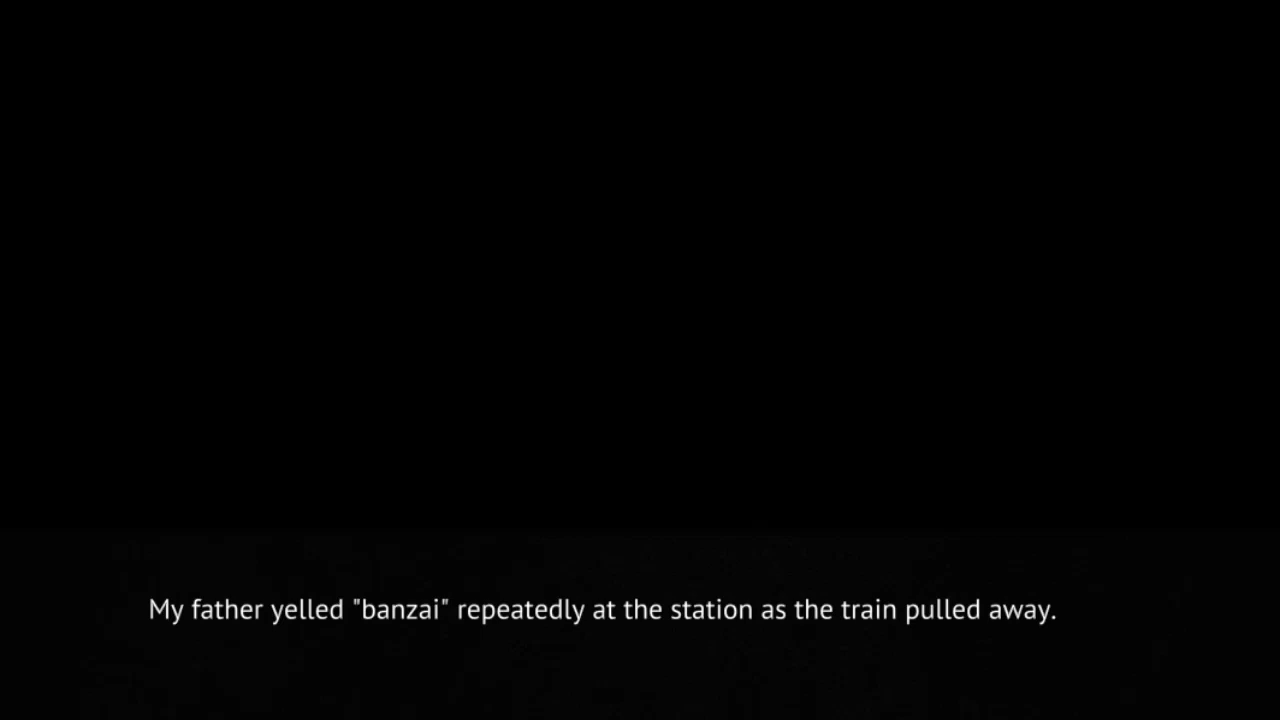 My father yelled "banzai" repeatedly at the station as the train pulled away.